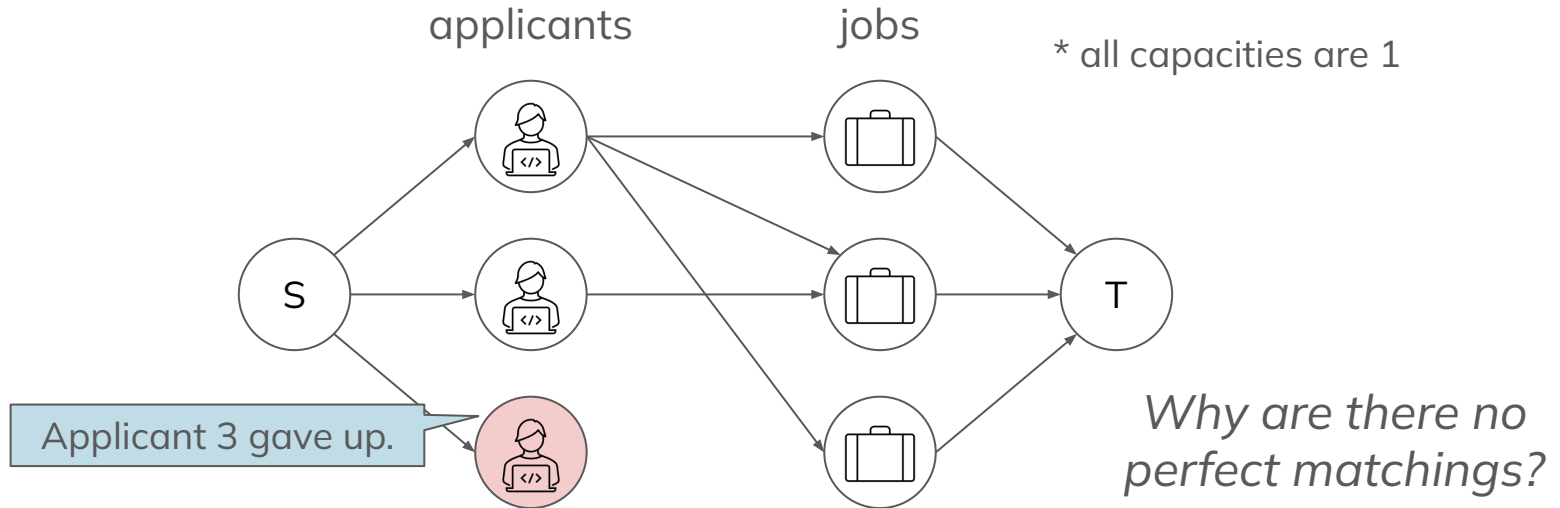 applicants
jobs
* all capacities are 1
</>
S
</>
T
Applicant 3 gave up.
</>
Why are there no
perfect matchings?